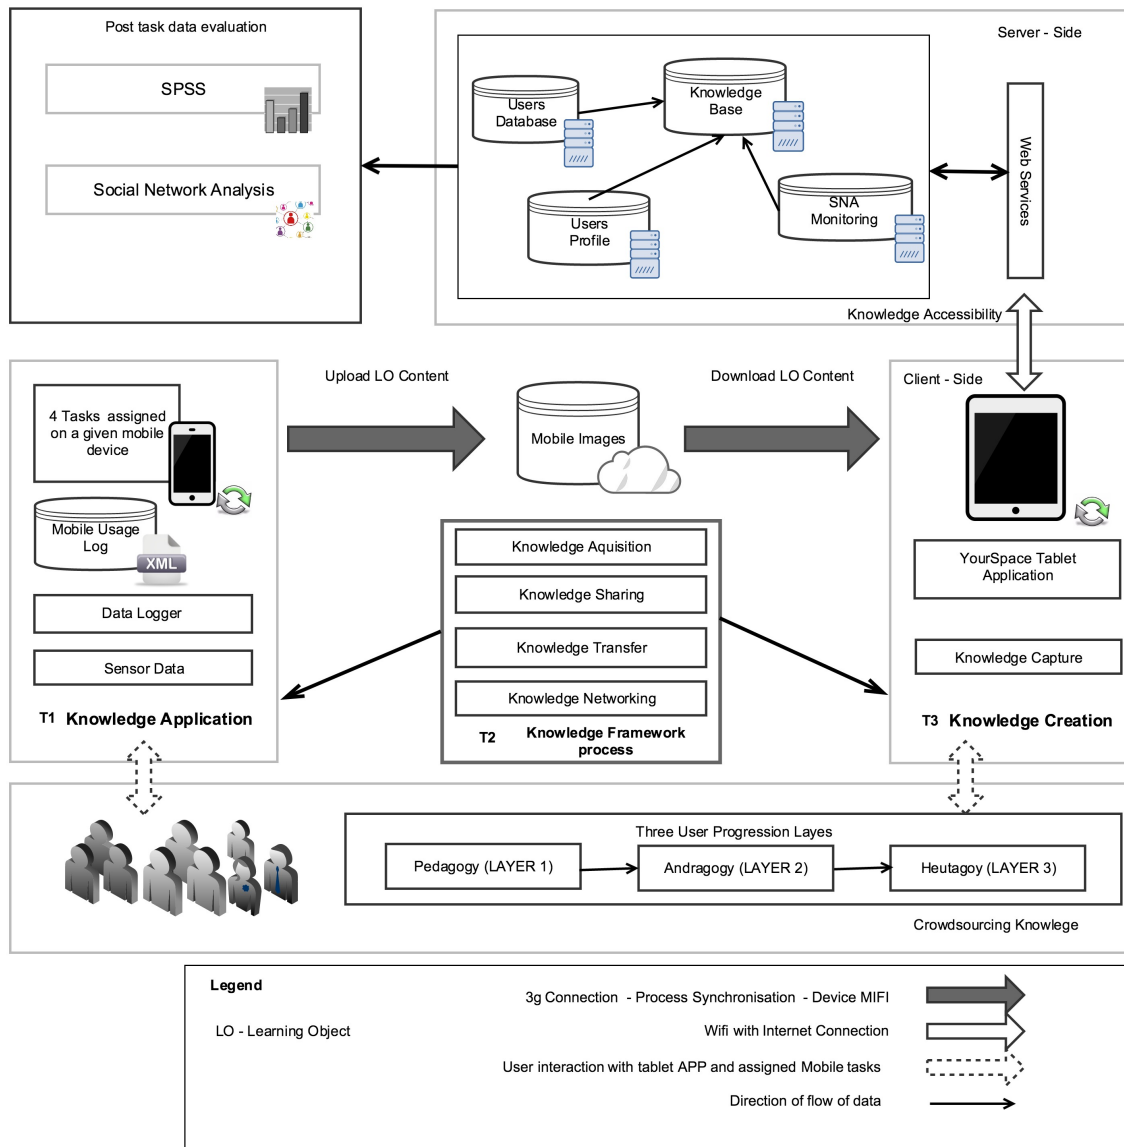 Post task data evaluation
SPSS
Social Network Analysis
Server - Side
Users
Database
Knowledge
Base
Users
Profile
SNA
Monitoring
Web Services
Knowledge Accessibility
4 Tasks assigned
on a given mobile
device
Mobile Usage
Log
XML
Data Logger
Sensor Data
T1 Knowledge Application
Upload LO Content
Mobile Images
Download LO Content
Knowledge Aquisition
Knowledge Sharing
Knowledge Transfer
Knowledge Networking
T2 Knowledge Framework
process
Client - Side
YourSpace Tablet
Application
Knowledge Capture
T3 Knowledge Creation
Three User Progression Layes
Pedagogy (LAYER 1)
Andragogy (LAYER 2)
Heutagoy (LAYER 3)
Crowdsourcing Knowlege
Legend
LO - Learning Object
3g Connection - Process Synchronisation - Device MIFI
Wifi with Internet Connection
User interaction with tablet APP and assigned Mobile tasks
Direction of flow of data